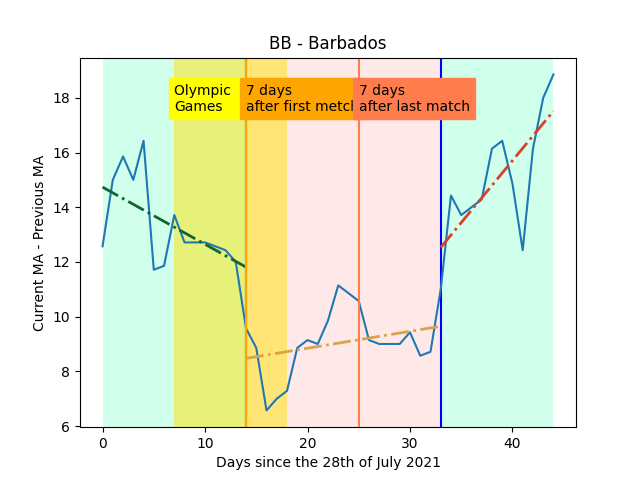 BB - Barbados
Current MA - Previous MA
18
16
14
12
10
8
6
Olympic
Games
7 days
after first metcl
7 days
after last match
0
10
20
30
40
Days since the 28th of July 2021